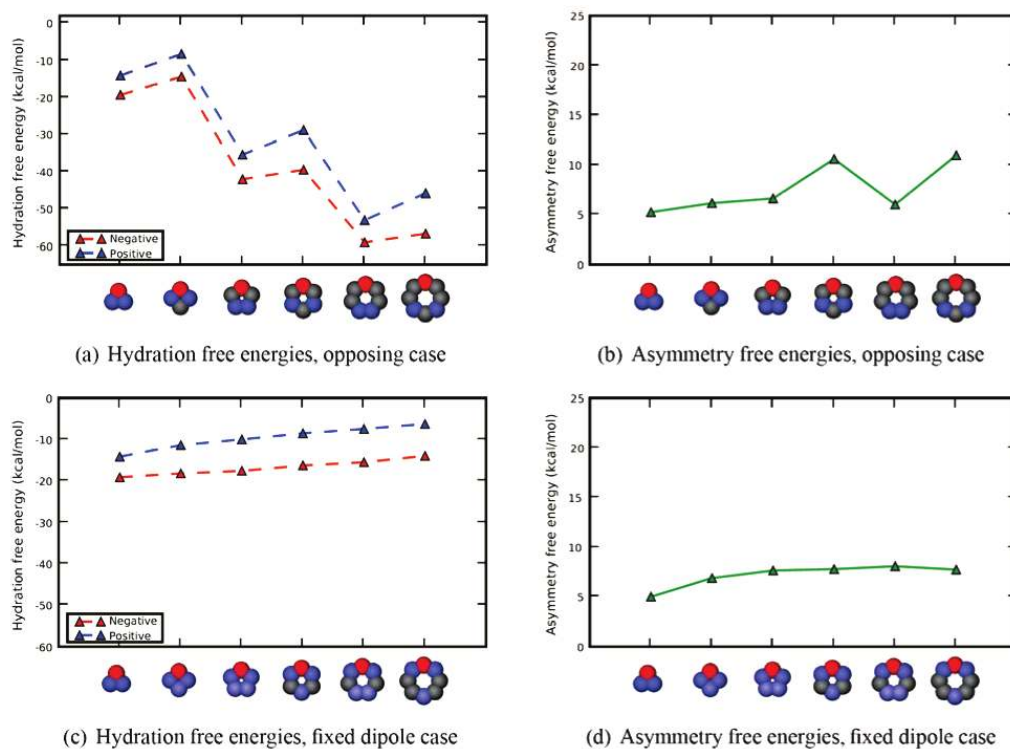 Hydration free energy (kcal/mol)
0
-10
-20
-30
-40
-50
-60
Negative
Positive
(a) Hydration free energies, opposing case
Asymmetry free energy (kcal/mol)
25
20
15
10
5
0
(b) Asymmetry free energies, opposing case
Hydration free energy (kcal/mol)
0
-10
-20
-30
-40
-50
-60
Negative
Positive
(c) Hydration free energies, fixed dipole case
Asymmetry free energy (kcal/mol)
25
20
15
10
5
0
(d) Asymmetry free energies, fixed dipole case